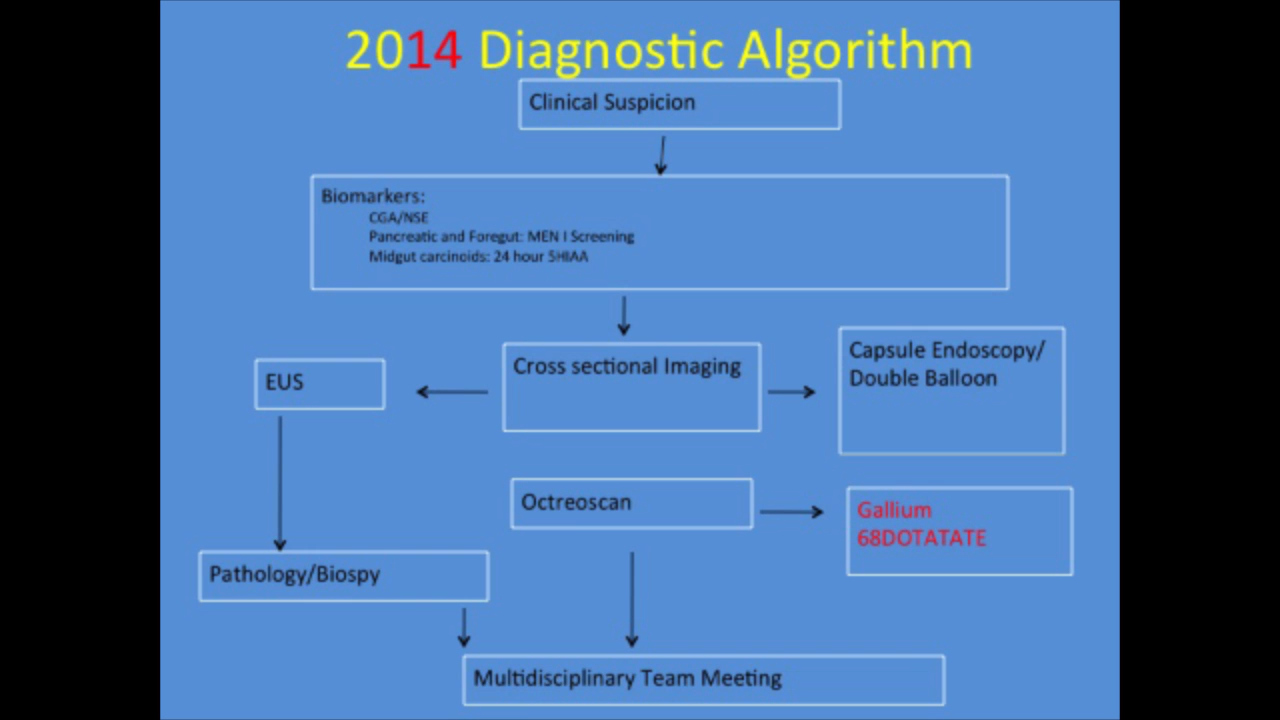 2014 Diagnostic Algorithm
Clinical Suspicion
Biomarkers:
CGA/NSE
Pancreatic and Foregut: MEN I Screening
Midgut carcinoids: 24 hour 5HIAA
EUS
Cross sectional Imaging
Capsule Endoscopy/
Double Balloon
Octreoscan
Gallium
68DOTATATE
Pathology/Biospy
Multidisciplinary Team Meeting